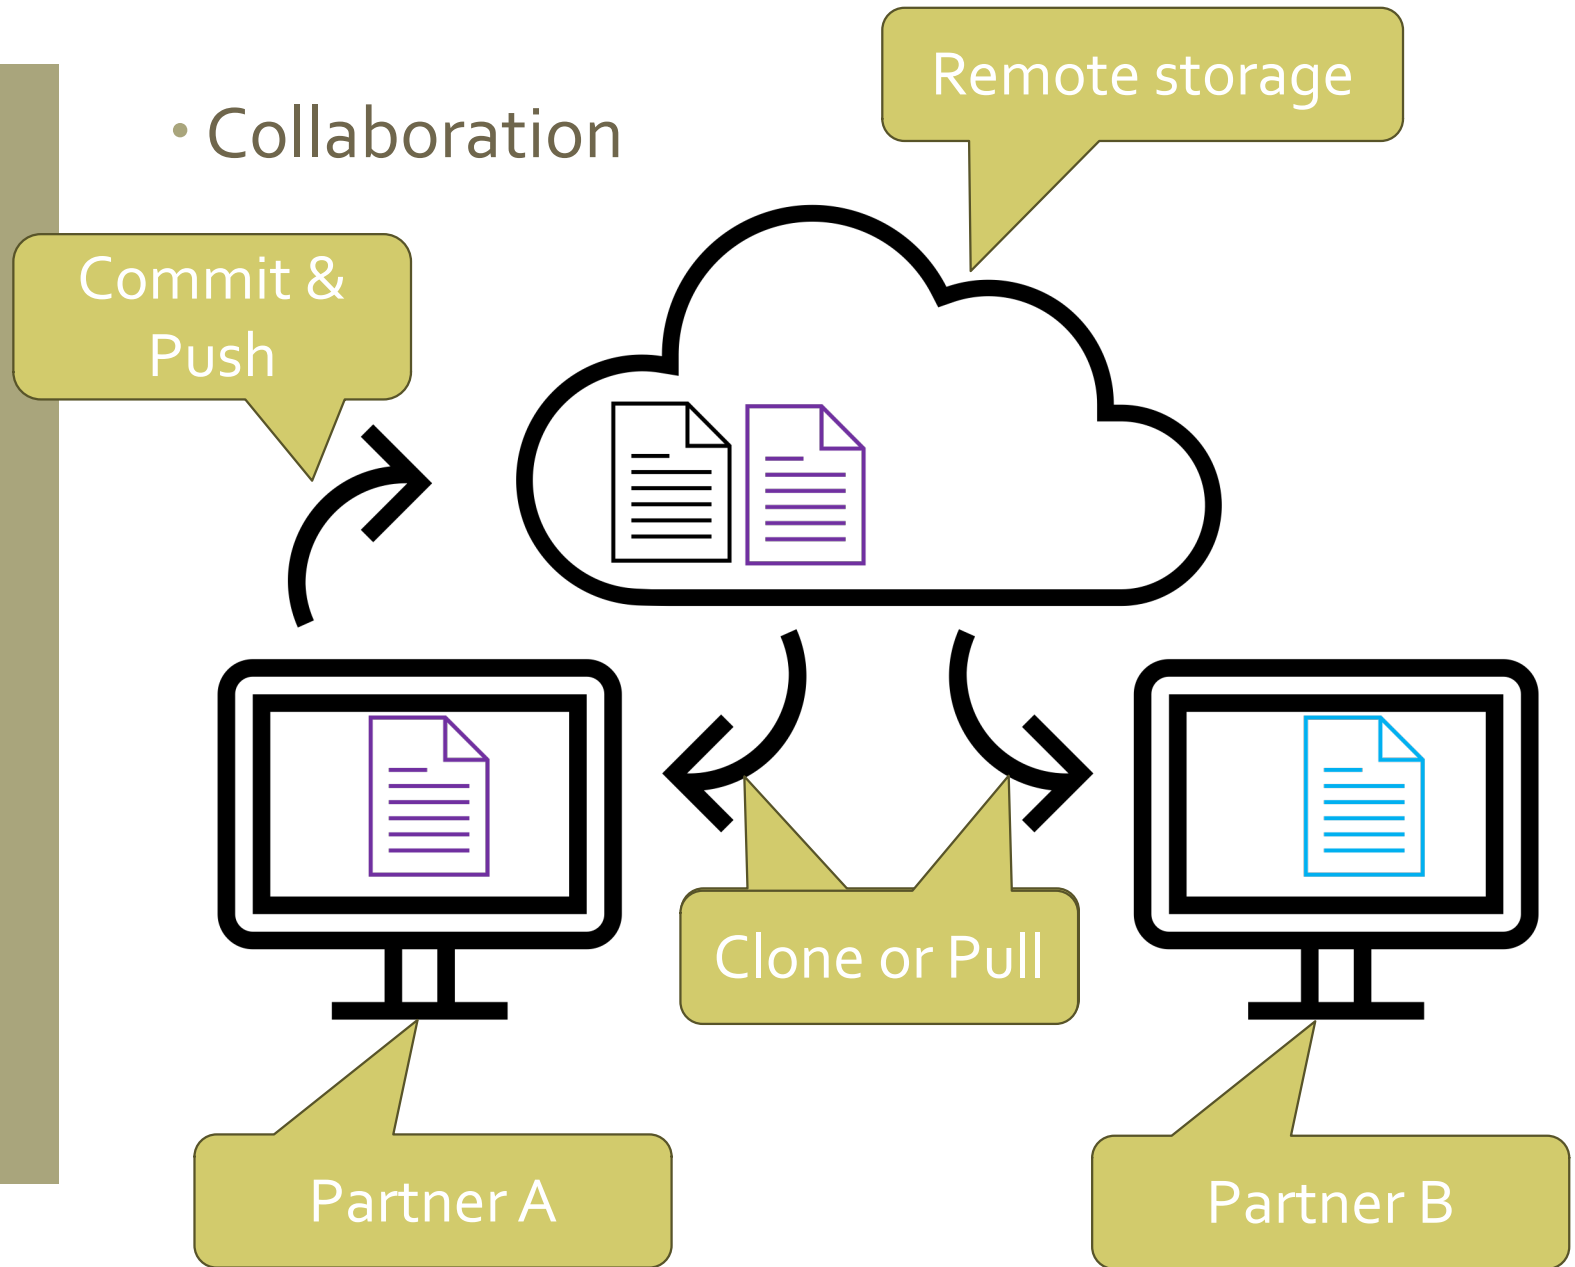 • Collaboration
Remote storage
Commit &
Push
Clone or Pull
Partner A
Partner B